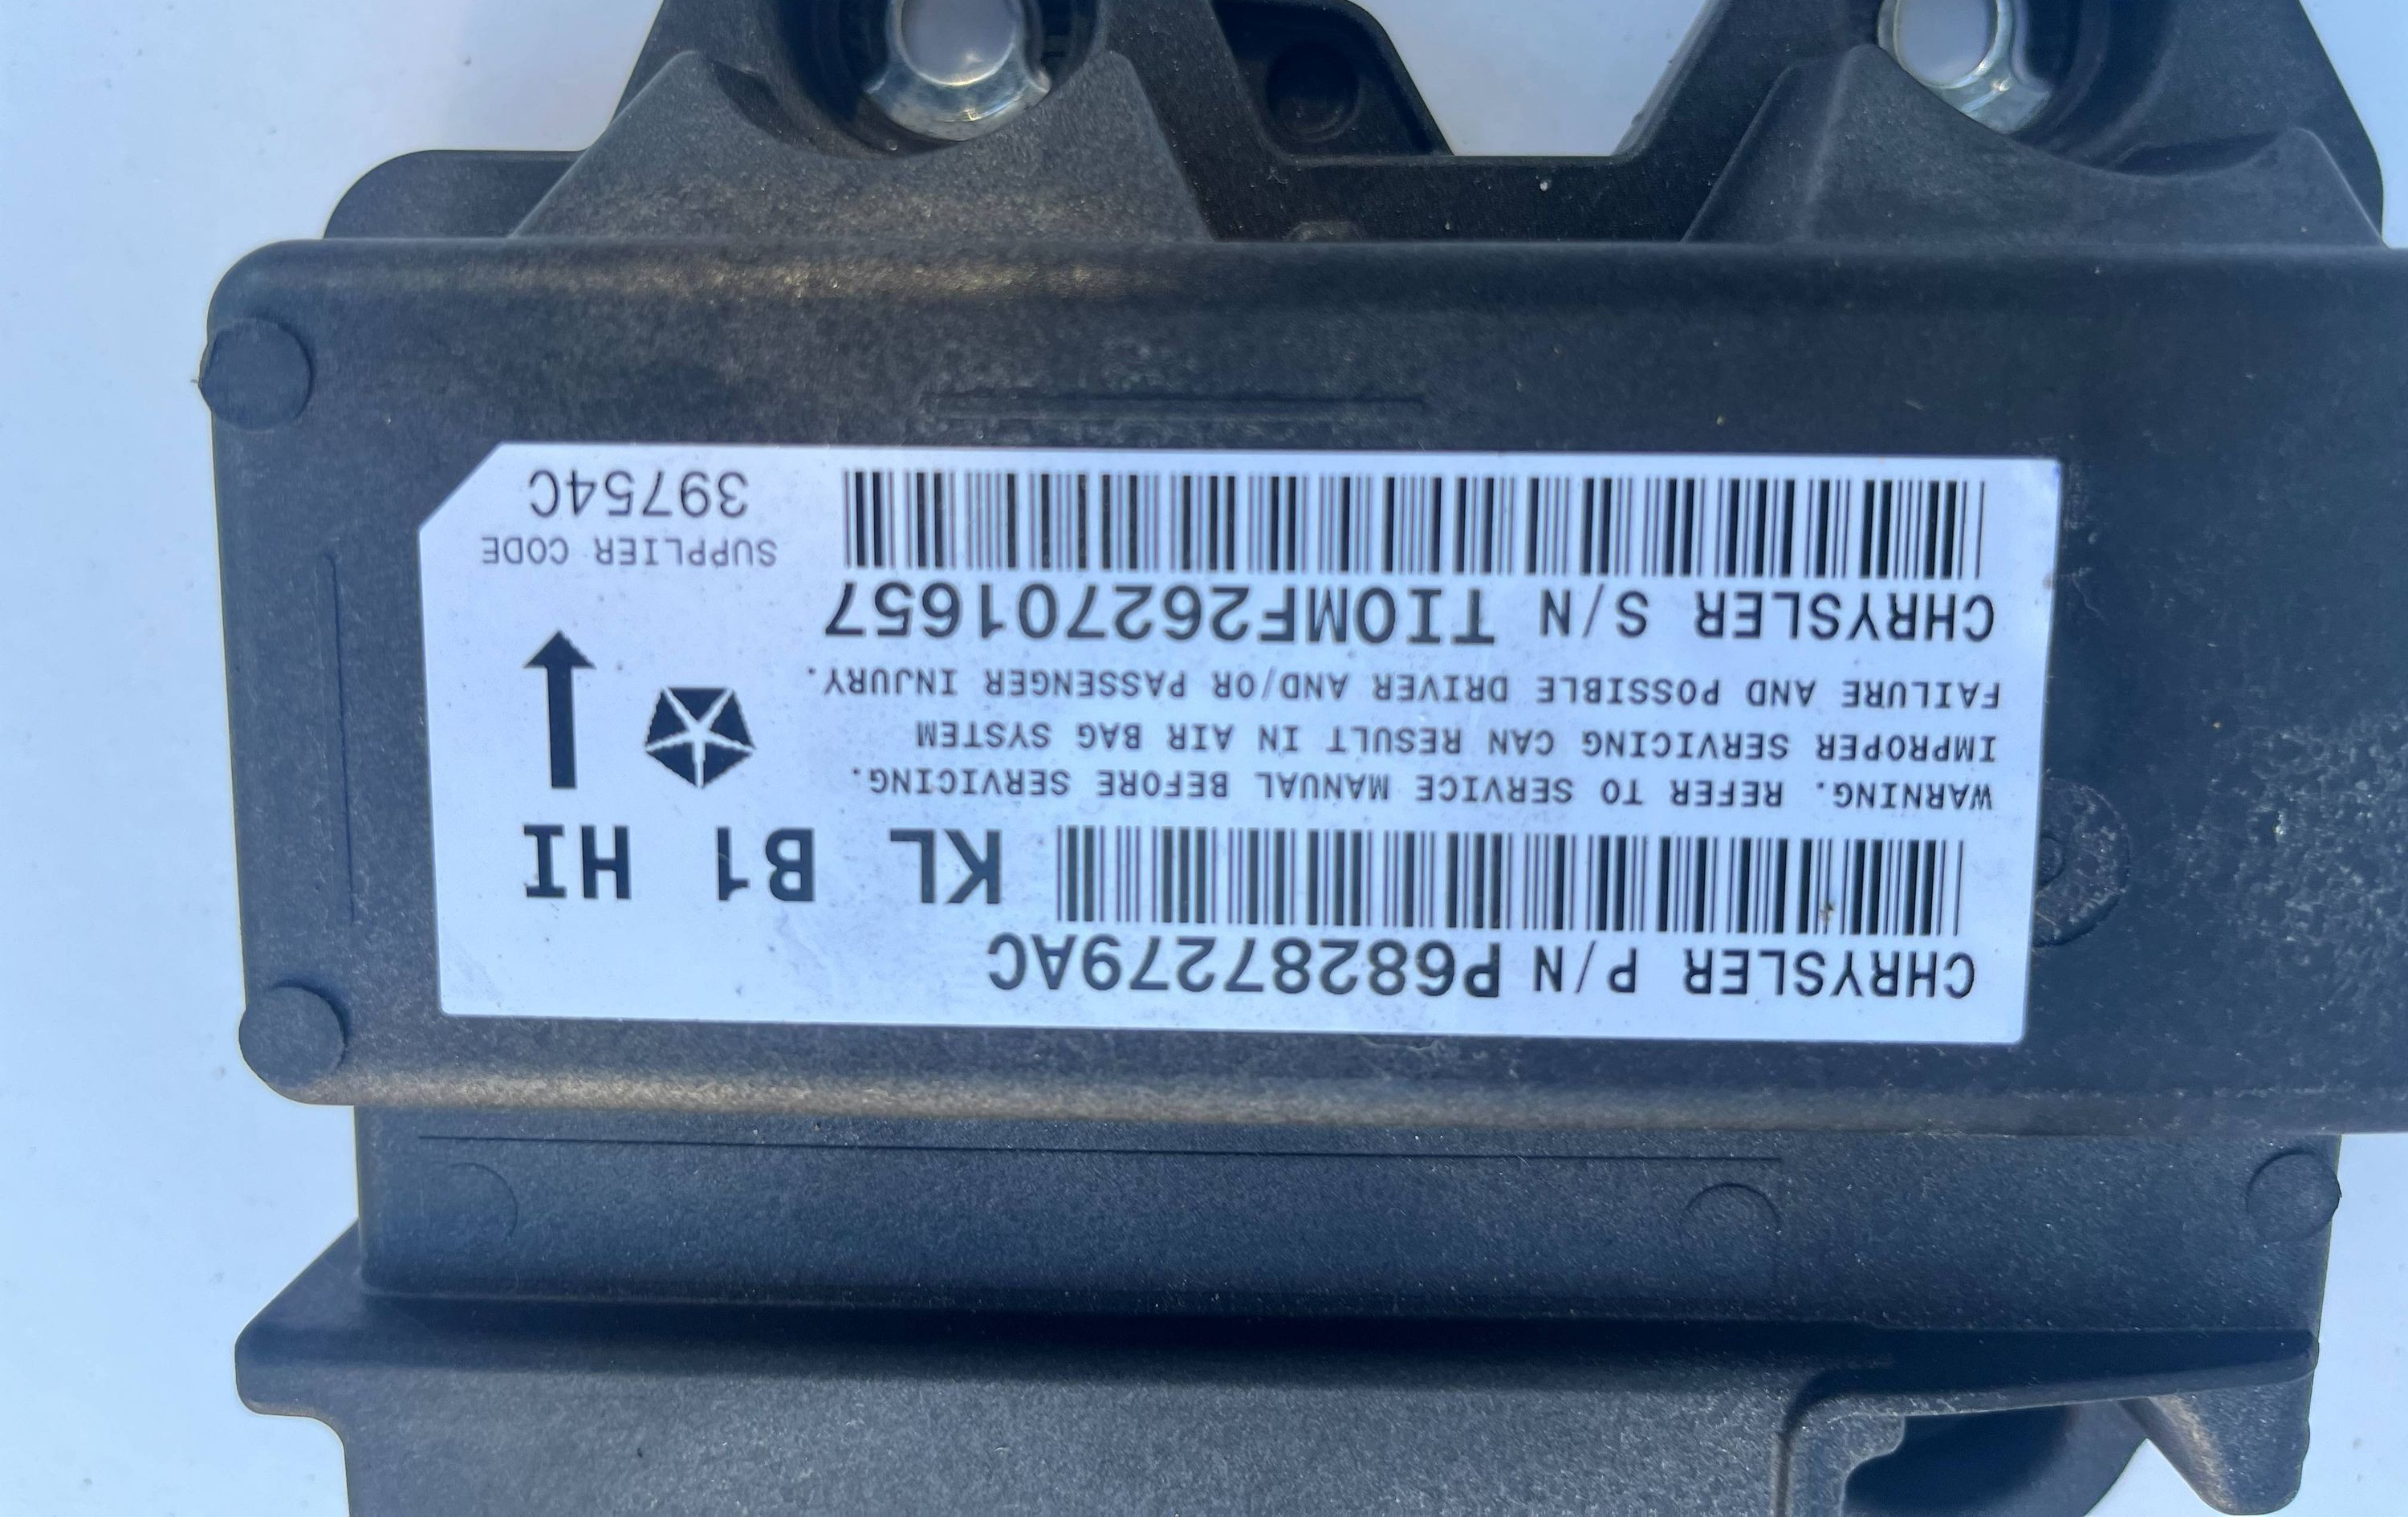 CHRYSLER P/N P68287279AC
KL B1 HI
WARNING. REFER TO SERVICE MANUAL BEFORE SERVICING.
IMPROPER SERVICING CAN RESULT IN AIR BAG SYSTEM
FAILURE AND POSSIBLE DRIVER AND/OR PASSENGER INJURY.
CHRYSLER S/N TI0MF262701657
SUPPLIER CODE
39754C